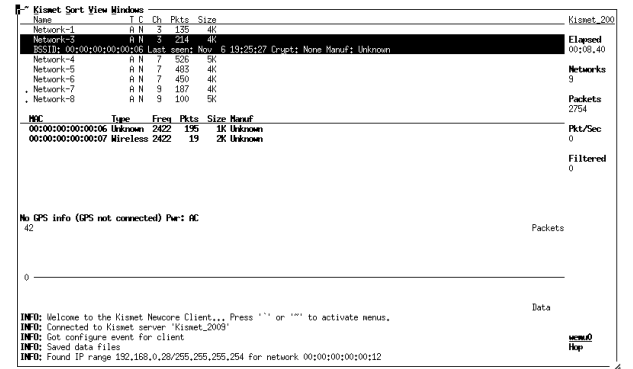 ~ Kismet Sort View Windows
Name T C Ch Pkts Size
Kismet_200
Network-1 A N 3 135 4K
Network-3 A N 3 214 4K
Elapsed
BSSID: 00:00:00:00:00:06 Last seen: Nov 6 19:25:27 Crypt: None Manuf: Unknown
00:08.40
Network-4 A N 7 526 5K
Network-5 A N 7 483 4K
Networks
Network-6 A N 7 450 4K
9
. Network-7 A N 9 187 4K
. Network-8 A N 9 100 5K
Packets
2754
MAC Type Freq Pkts Size Manuf
00:00:00:00:00:06 Unknown 2422 195 1K Unknown
Pkt/Sec
00:00:00:00:00:07 Wireless 2422 19 2K Unknown
0
Filtered
0
No GPS info (GPS not connected) Pwr: AC
42 Packets
0
Data
INFO: Welcome to the Kismet Newcore Client... Press '`' or '~' to activate menus.
INFO: Connected to Kismet server 'Kismet_2009'
INFO: Got configure event for client
wemu0
INFO: Saved data files
Hop
INFO: Found IP range 192.168.0.28/255.255.255.254 for network 00:00:00:00:00:12